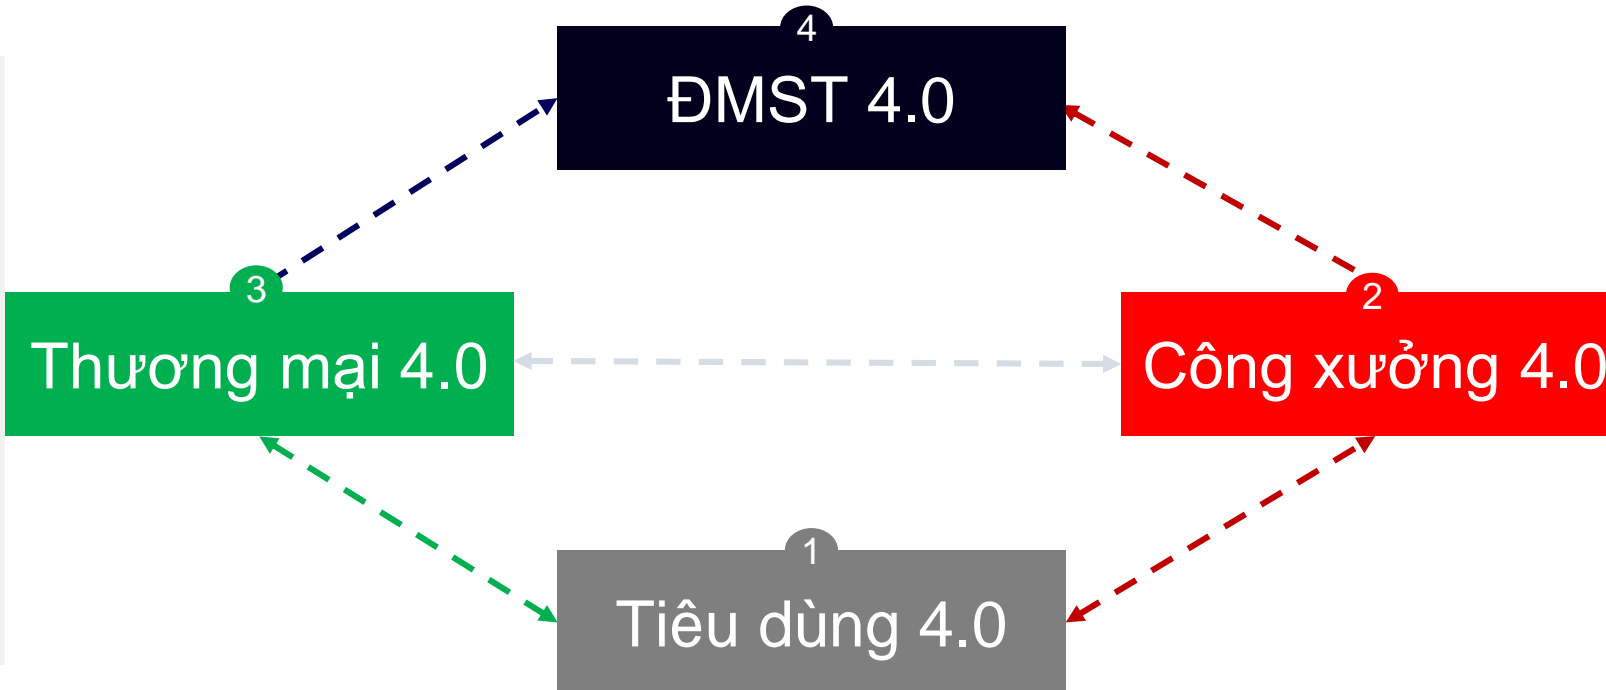 4
ĐMST 4.0
3
Thương mại 4.0
2
Công xưởng 4.0
1
Tiêu dùng 4.0